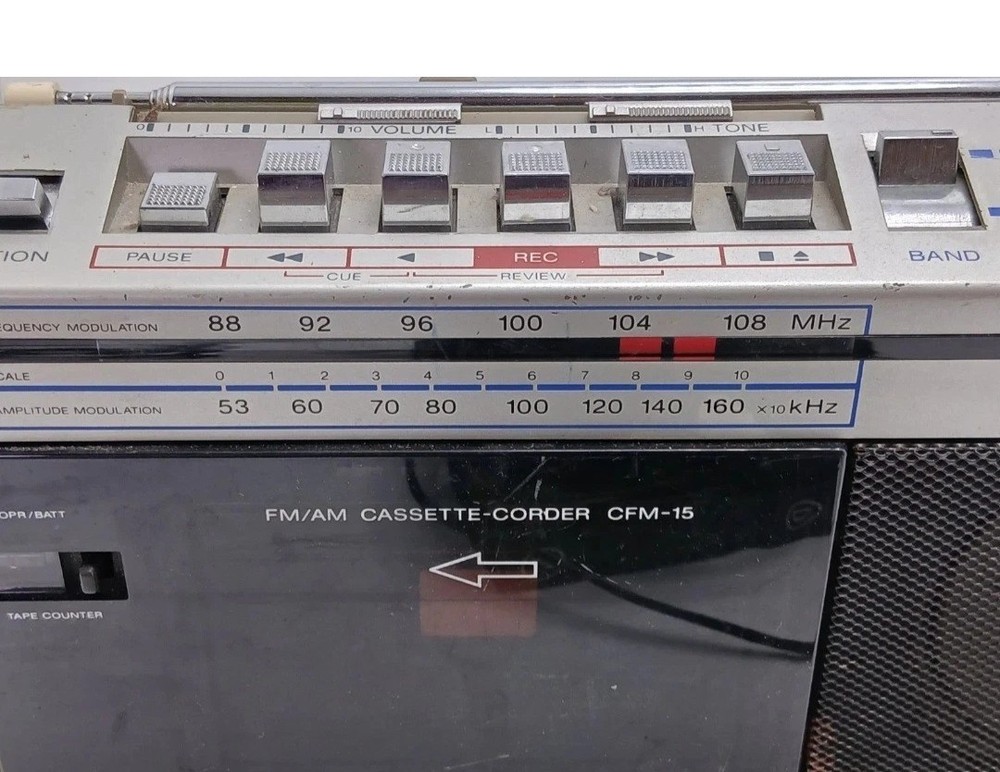 0 10 VOLUME L H TONE
TION PAUSE ◀◀ ◀ REC ▶▶ ■ ⏏ BAND
CUE REVIEW
EQUENCY MODULATION 88 92 96 100 104 108 MHz
CALE 0 1 2 3 4 5 6 7 8 9 10
AMPLITUDE MODULATION 53 60 70 80 100 120 140 160 ×10 kHz
OPR/BATT
FM/AM CASSETTE-CORDER CFM-15
TAPE COUNTER